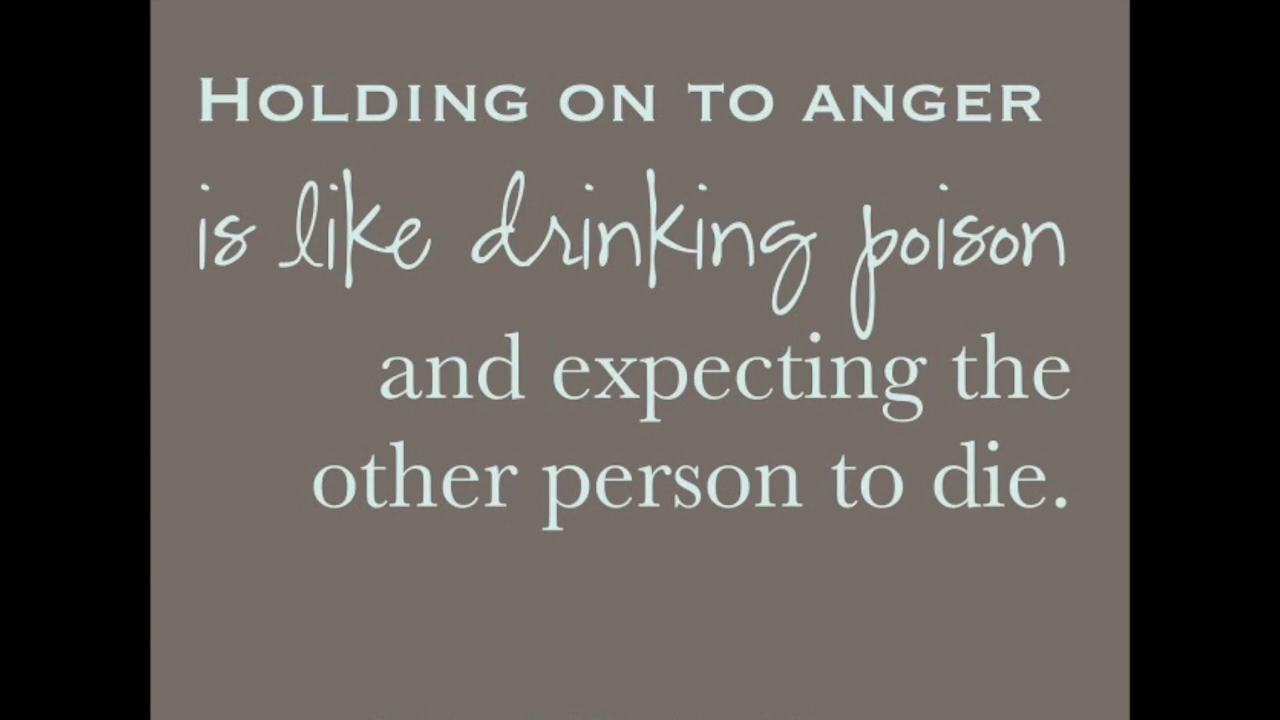 HOLDING ON TO ANGER
is like drinking poison
and expecting the
other person to die.